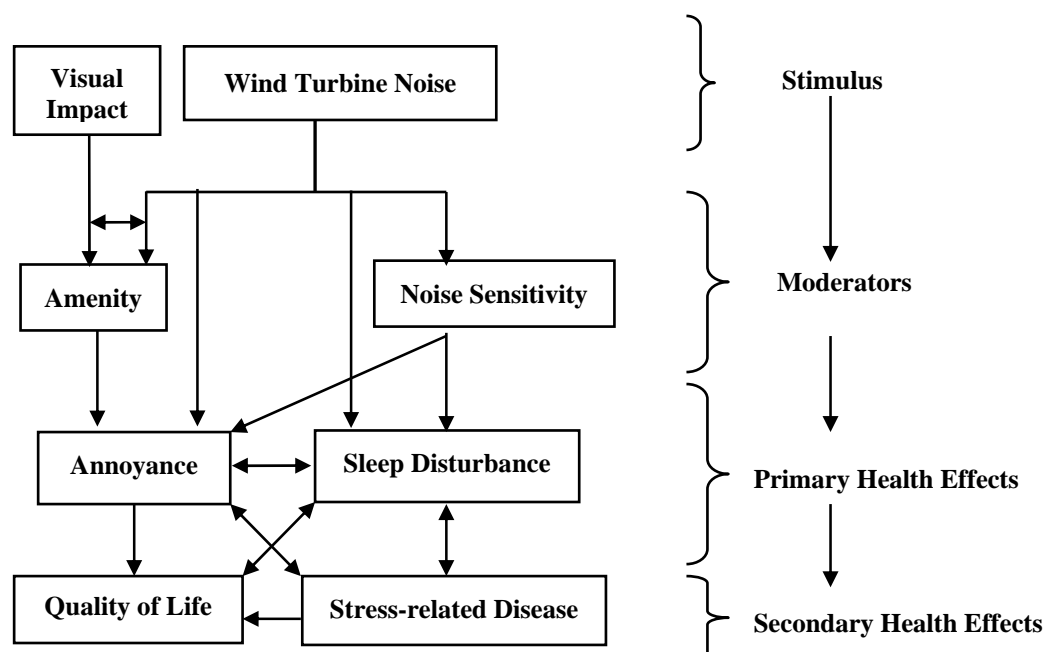 Visual
Impact
Wind Turbine Noise
Stimulus
Amenity
Noise Sensitivity
Moderators
Annoyance
Sleep Disturbance
Primary Health Effects
Quality of Life
Stress-related Disease
Secondary Health Effects